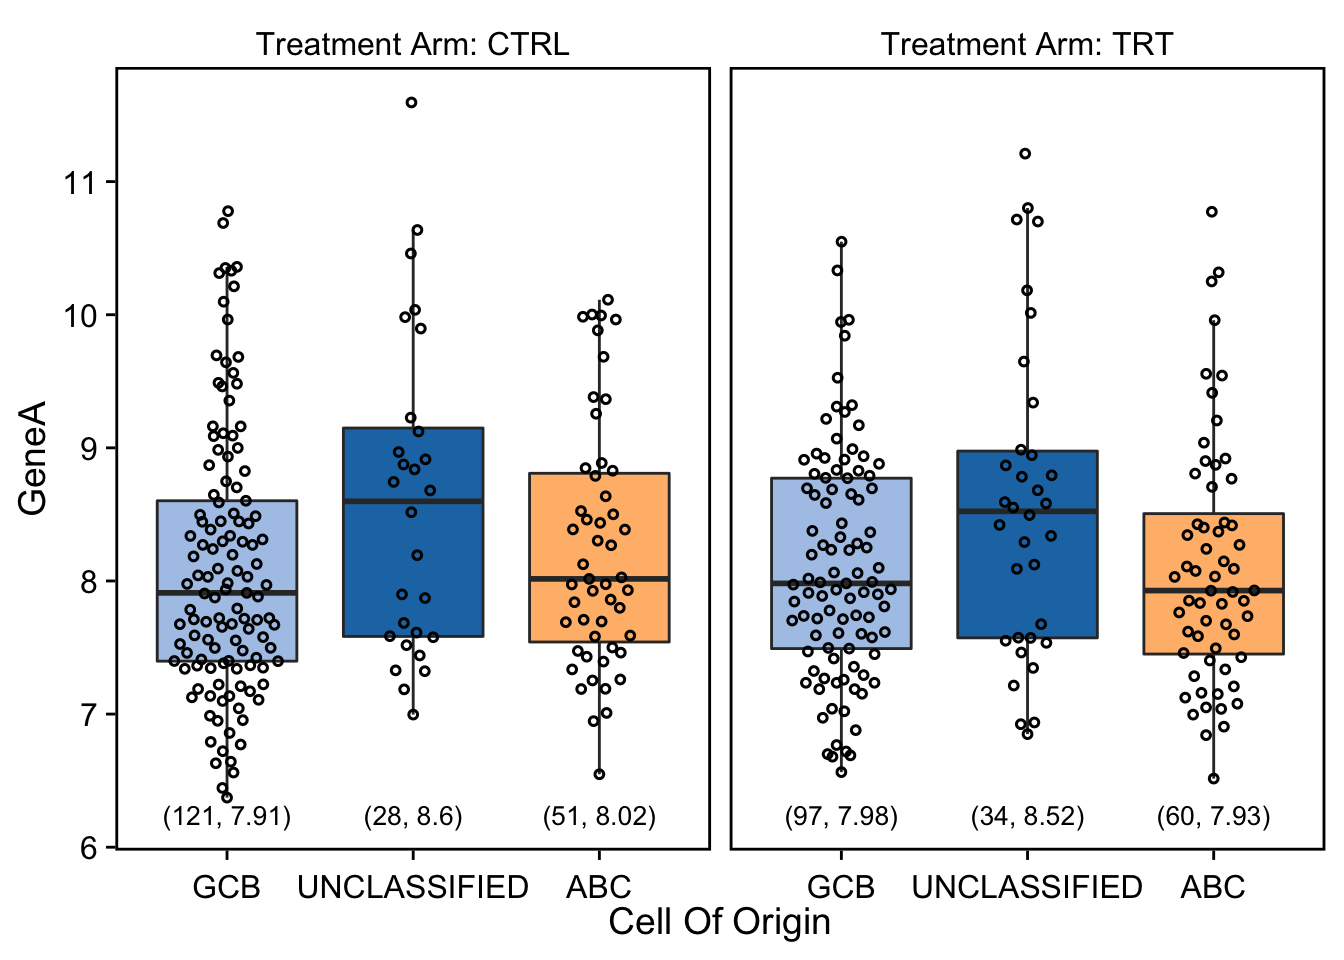 Treatment Arm: CTRL
Treatment Arm: TRT
GeneA
11
10
9
8
7
6
(121, 7.91)
(28, 8.6)
(51, 8.02)
(97, 7.98)
(34, 8.52)
(60, 7.93)
GCB
UNCLASSIFIED
ABC
GCB
UNCLASSIFIED
ABC
Cell Of Origin